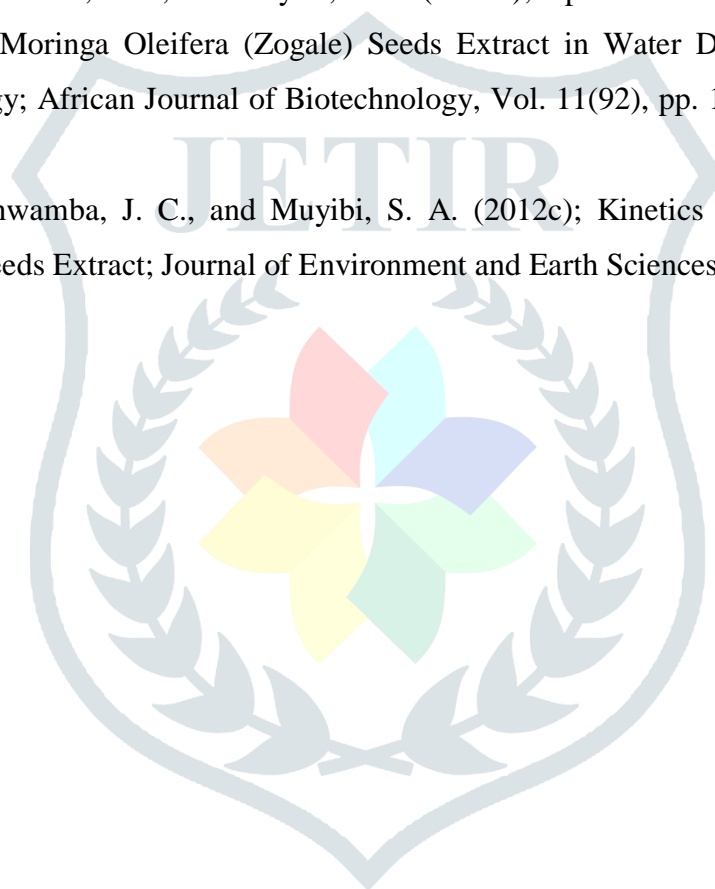 Moringa Oleifera (Zogale) Seeds Extract in Water D
gy; African Journal of Biotechnology, Vol. 11(92), pp. 1
JETIR
nwamba, J. C., and Muyibi, S. A. (2012c); Kinetics
eeds Extract; Journal of Environment and Earth Sciences